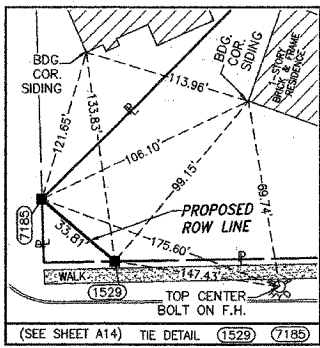 BDG.
COR.
SIDING
BDG.
COR.
SIDING
1-STORY
BRICK & FRAME
RESIDENCE
113.96'
121.65'
133.83'
106.10'
99.15'
89.74'
33.81'
PROPOSED
ROW LINE
175.60'
147.43'
7185
P
P
P
WALK
1529
TOP CENTER
BOLT ON F.H.
(SEE SHEET A14) TIE DETAIL 1529 7185